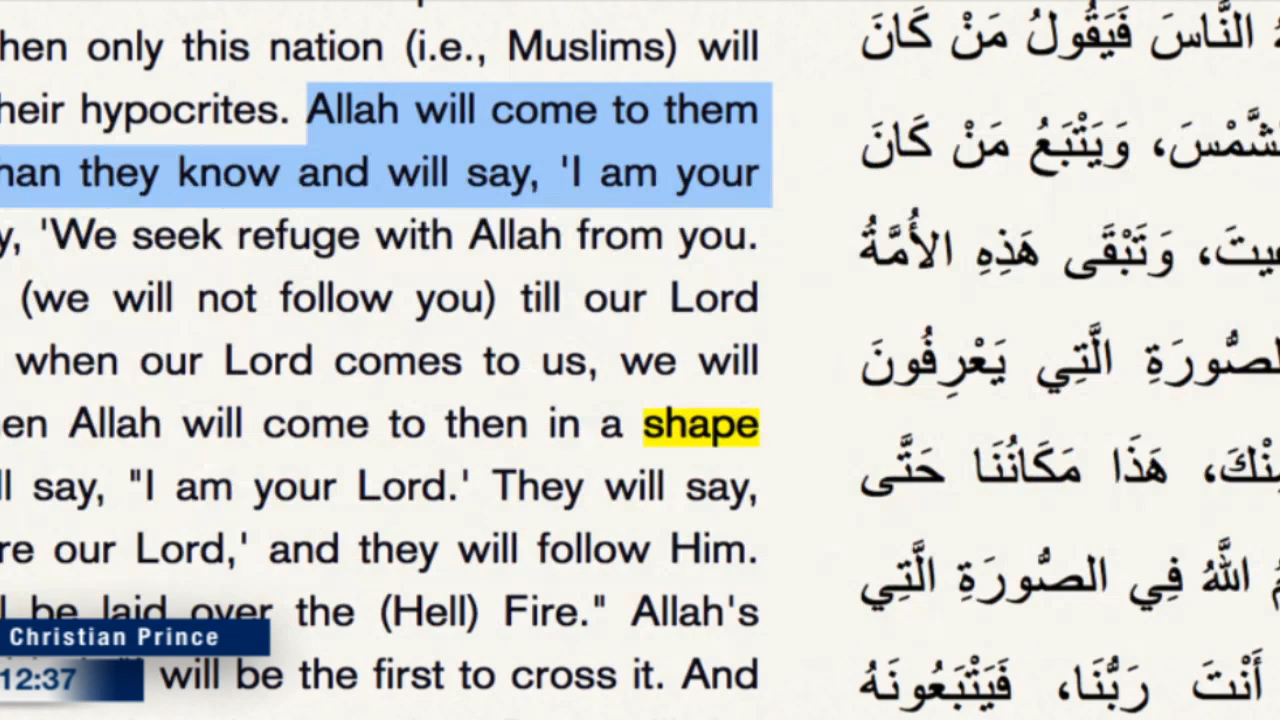 hen only this nation (i.e., Muslims) will
heir hypocrites. Allah will come to them
han they know and will say, 'I am your
y, 'We seek refuge with Allah from you.
(we will not follow you) till our Lord
when our Lord comes to us, we will
en Allah will come to then in a shape
ll say, "I am your Lord.' They will say,
re our Lord,' and they will follow Him.
l be laid over the (Hell) Fire." Allah's
will be the first to cross it. And
النَّاسَ فَيَقُولُ مَنْ كَانَ
لشَّمْسَ، وَيَتْبَعُ مَنْ كَانَ
غِيتَ، وَتَبْقَى هَذِهِ الأُمَّةُ
لصُّورَةِ الَّتِي يَعْرِفُونَ
مِنْكَ، هَذَا مَكَانُنَا حَتَّى
اللَّهُ فِي الصُّورَةِ الَّتِي
أَنْتَ رَبُّنَا، فَيَتْبَعُونَهُ
Christian Prince
12:37